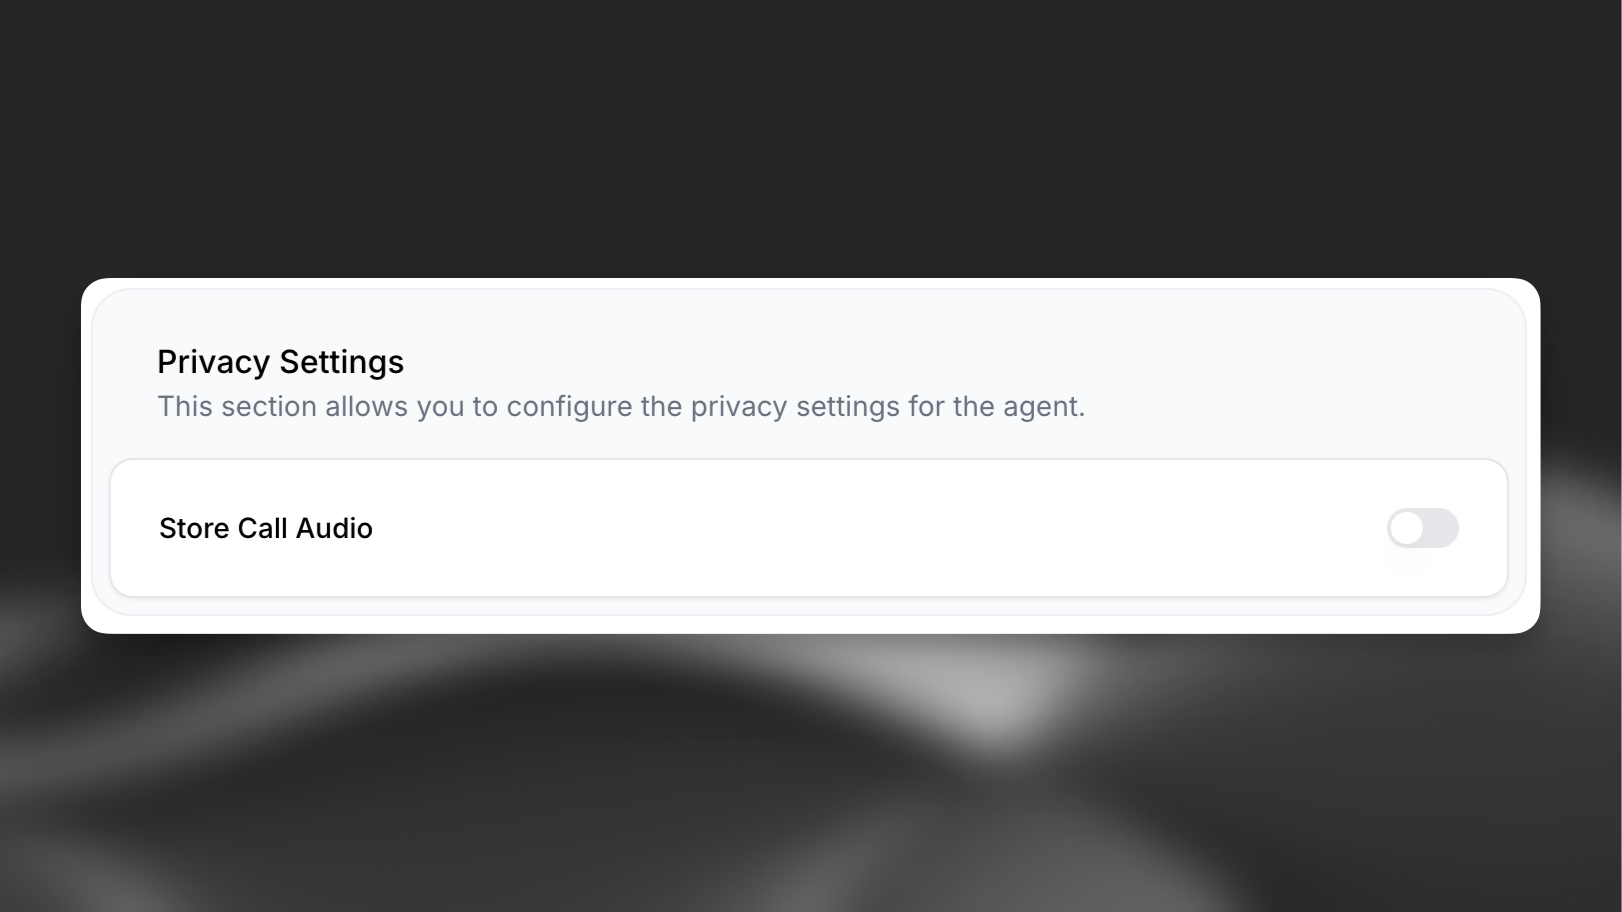 Privacy Settings
This section allows you to configure the privacy settings for the agent.
Store Call Audio